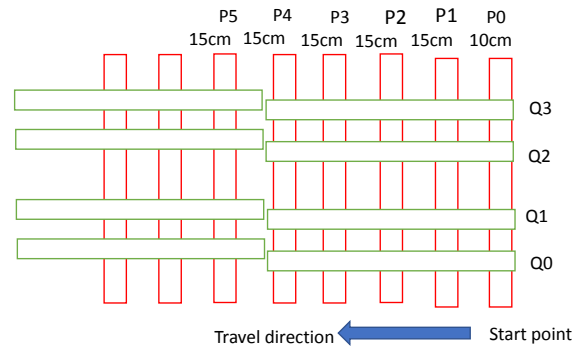 P5 P4 P3 P2 P1 P0
15cm 15cm 15cm 15cm 15cm 10cm
Q3
Q2
Q1
Q0
Travel direction Start point